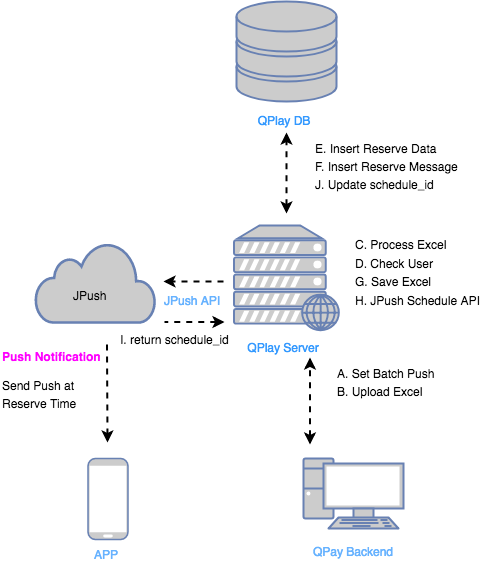 QPlay DB
E. Insert Reserve Data
F. Insert Reserve Message
J. Update schedule_id
C. Process Excel
D. Check User
G. Save Excel
H. JPush Schedule API
JPush
JPush API
I. return schedule_id
QPlay Server
Push Notification
Send Push at
Reserve Time
A. Set Batch Push
B. Upload Excel
APP
QPay Backend